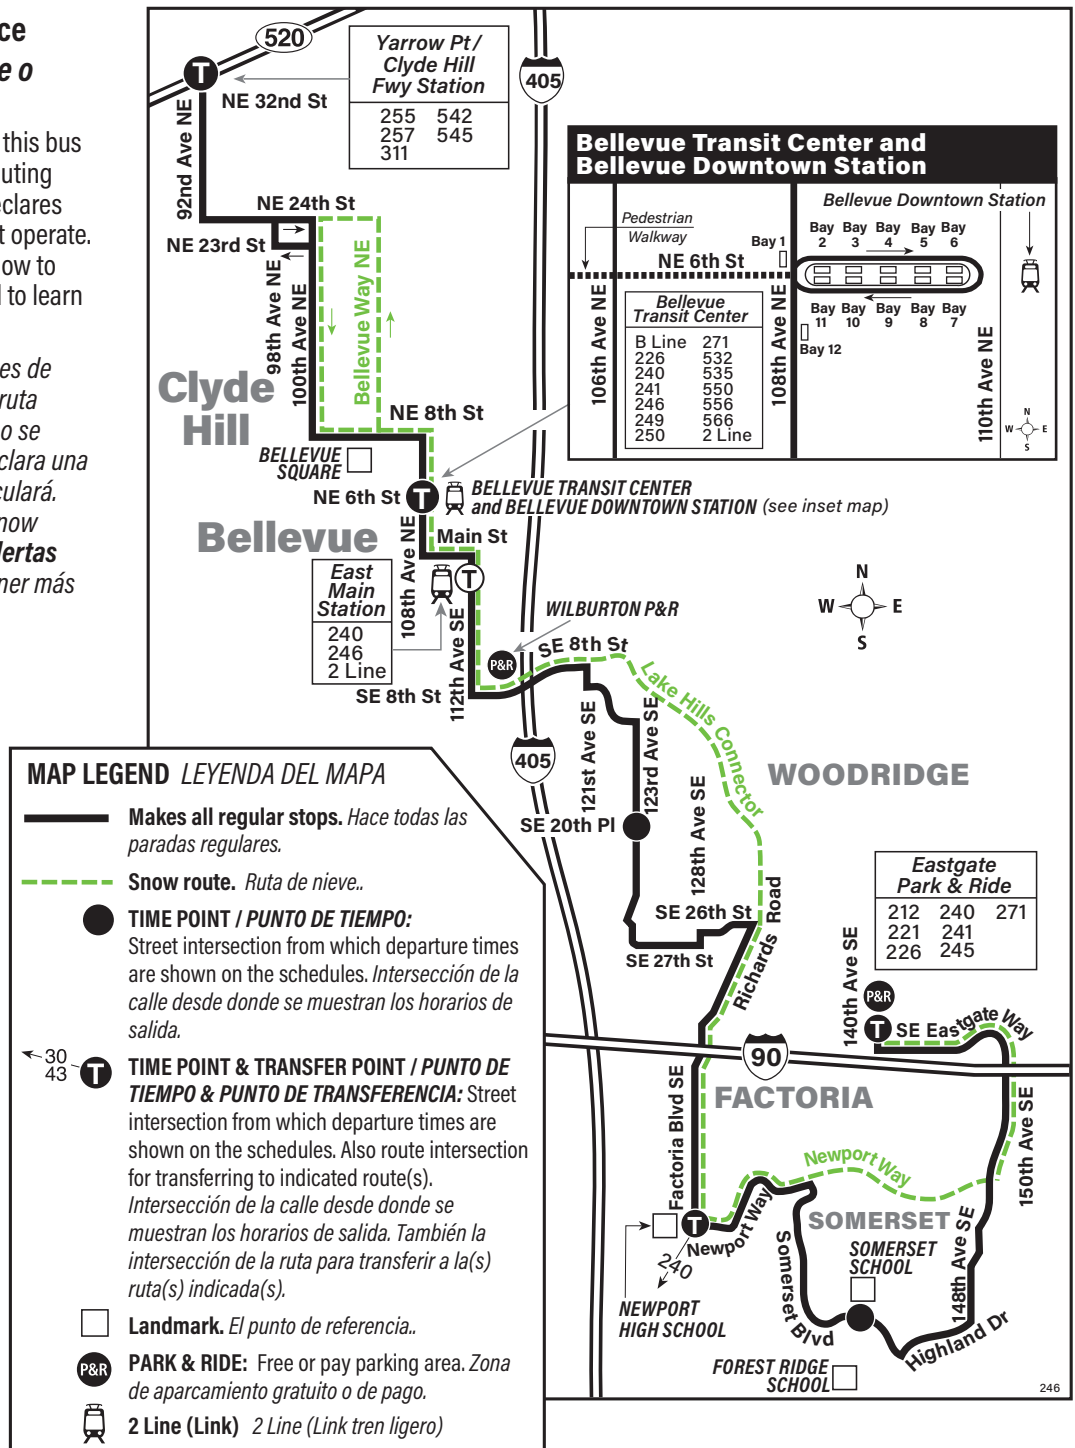 ce
e o
this bus
uting
eclares
t operate.
ow to
l to learn
es de
ruta
o se
clara una
culará.
now
lertas
ner más
520
405
Yarrow Pt /
Clyde Hill
Fwy Station
255 542
257 545
311
NE 32nd St
92nd Ave NE
NE 24th St
NE 23rd St
98th Ave NE
100th Ave NE
Bellevue Way NE
Clyde
Hill
NE 8th St
BELLEVUE
SQUARE
NE 6th St
T
BELLEVUE TRANSIT CENTER
and BELLEVUE DOWNTOWN STATION (see inset map)
Bellevue
Main St
108th Ave NE
East
Main
Station
240
246
2 Line
T
112th Ave SE
SE 8th St
WILBURTON P&R
P&R
SE 8th St
Lake Hills Connector
121st Ave SE
123rd Ave SE
405
SE 20th Pl
128th Ave SE
WOODRIDGE
SE 26th St
SE 27th St
Richards Road
Bellevue Transit Center and
Bellevue Downtown Station
Bellevue Downtown Station
Pedestrian
Walkway
NE 6th St
Bay 1
Bay 2
Bay 3
Bay 4
Bay 5
Bay 6
Bay 11
Bay 10
Bay 9
Bay 8
Bay 7
Bay 12
106th Ave NE
108th Ave NE
110th Ave NE
Bellevue
Transit Center
B Line 271
226 532
240 535
241 550
246 556
249 566
250 2 Line
N
W E
S
N
W E
S
Eastgate
Park & Ride
212 240 271
221 241
226 245
140th Ave SE
P&R
T
SE Eastgate Way
90
FACTORIA
Factoria Blvd SE
150th Ave SE
Newport Way
T
Newport Way
240
SOMERSET
SOMERSET
SCHOOL
148th Ave SE
Somerset Blvd
Highland Dr
NEWPORT
HIGH SCHOOL
FOREST RIDGE
SCHOOL
246
T
MAP LEGEND LEYENDA DEL MAPA
Makes all regular stops. Hace todas las
paradas regulares.
Snow route. Ruta de nieve..
TIME POINT / PUNTO DE TIEMPO:
Street intersection from which departure times
are shown on the schedules. Intersección de la
calle desde donde se muestran los horarios de
salida.
30
43
T
TIME POINT & TRANSFER POINT / PUNTO DE
TIEMPO & PUNTO DE TRANSFERENCIA: Street
intersection from which departure times are
shown on the schedules. Also route intersection
for transferring to indicated route(s).
Intersección de la calle desde donde se
muestran los horarios de salida. También la
intersección de la ruta para transferir a la(s)
ruta(s) indicada(s).
Landmark. El punto de referencia..
P&R
PARK & RIDE: Free or pay parking area. Zona
de aparcamiento gratuito o de pago.
2 Line (Link) 2 Line (Link tren ligero)